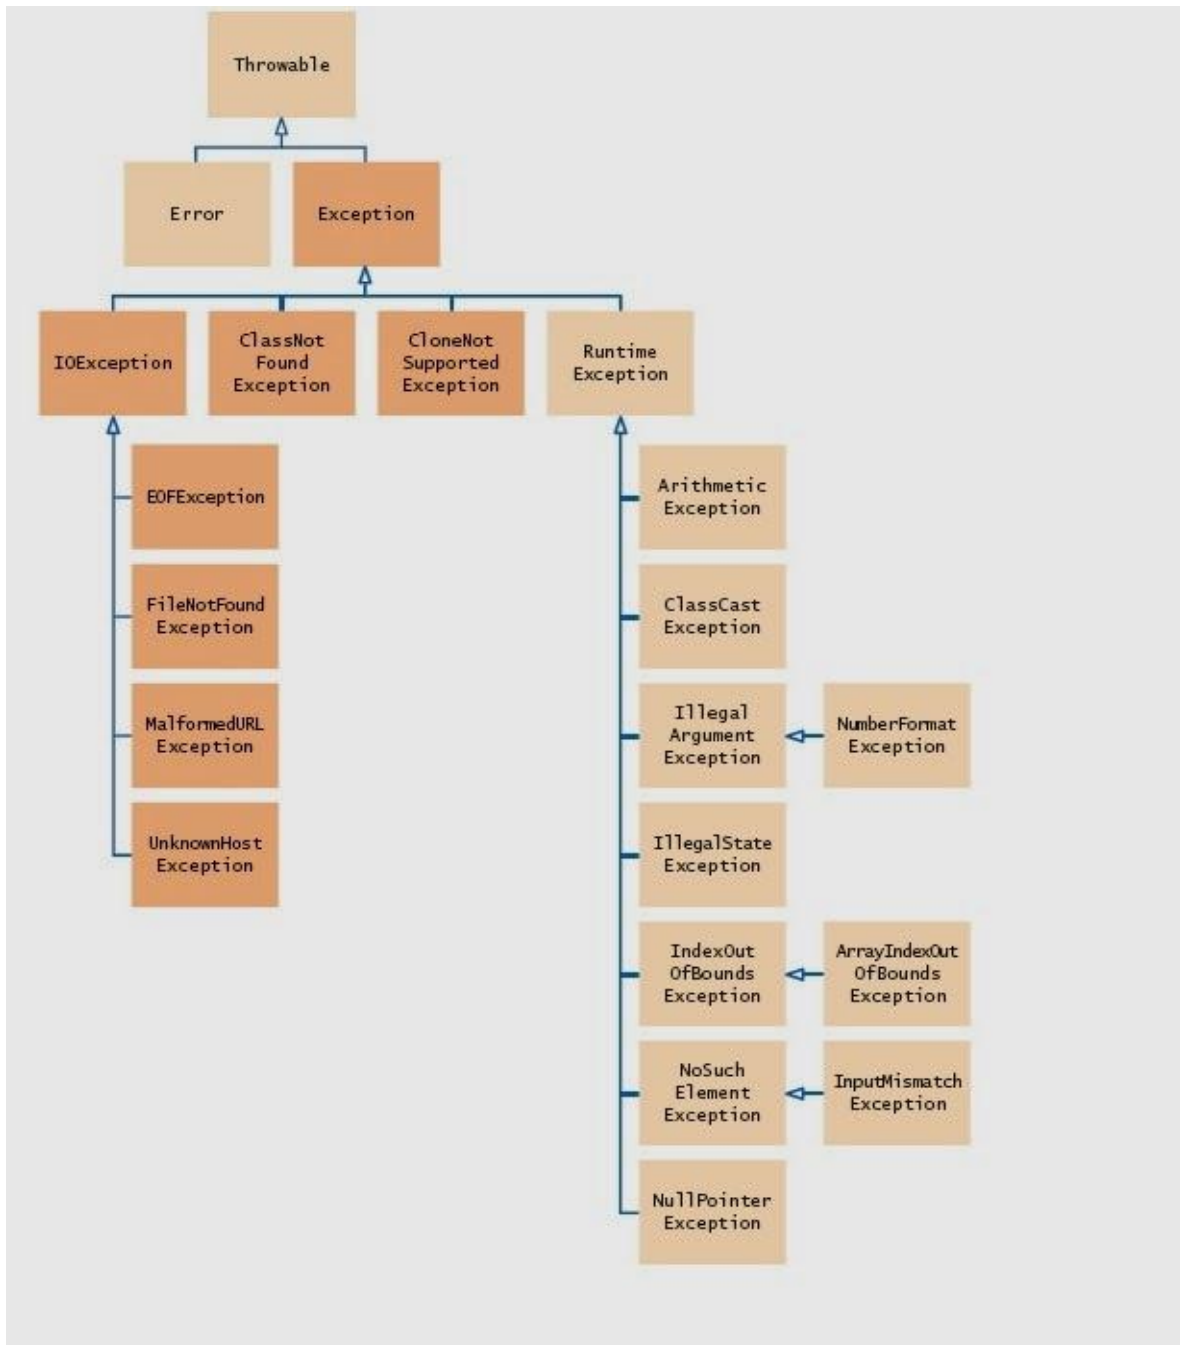 Throwable
Error
Exception
IOException
ClassNot
Found
Exception
CloneNot
Supported
Exception
Runtime
Exception
EOFException
FileNotFound
Exception
MalformedURL
Exception
UnknownHost
Exception
Arithmetic
Exception
ClassCast
Exception
Illegal
Argument
Exception
NumberFormat
Exception
IllegalState
Exception
IndexOut
OfBounds
Exception
ArrayIndexOut
OfBounds
Exception
NoSuch
Element
Exception
InputMismatch
Exception
NullPointer
Exception